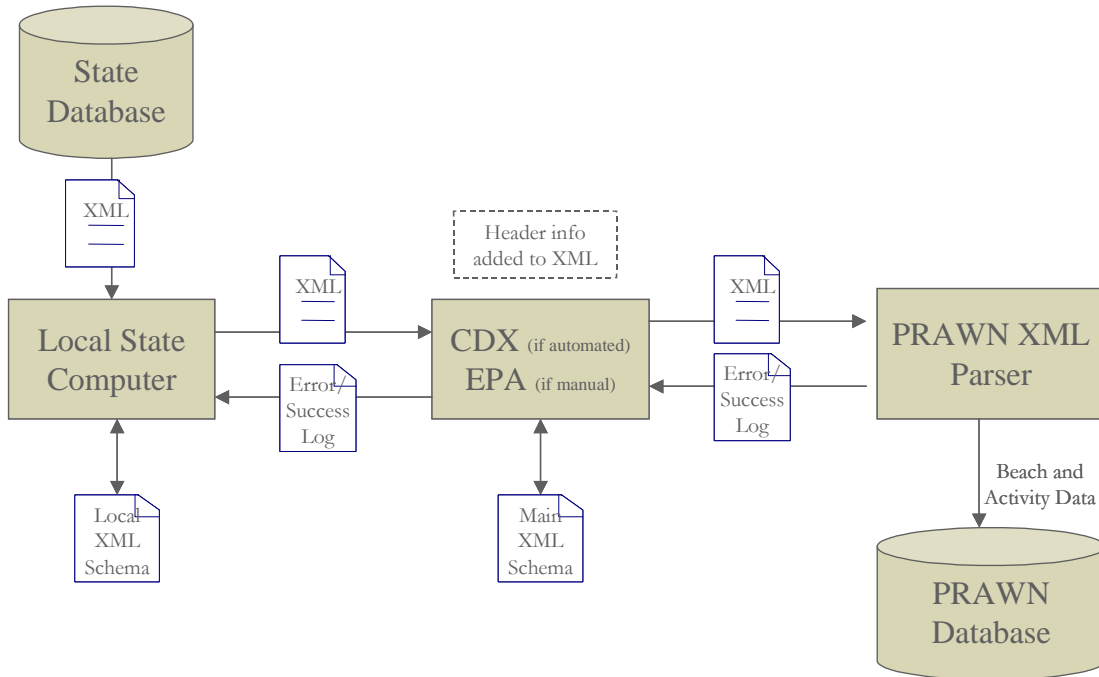 State
Database
XML
Header info
added to XML
XML
XML
Local State
Computer
CDX (if automated)
EPA (if manual)
PRAWN XML
Parser
Error/
Success
Log
Error/
Success
Log
Local
XML
Schema
Main
XML
Schema
Beach and
Activity Data
PRAWN
Database